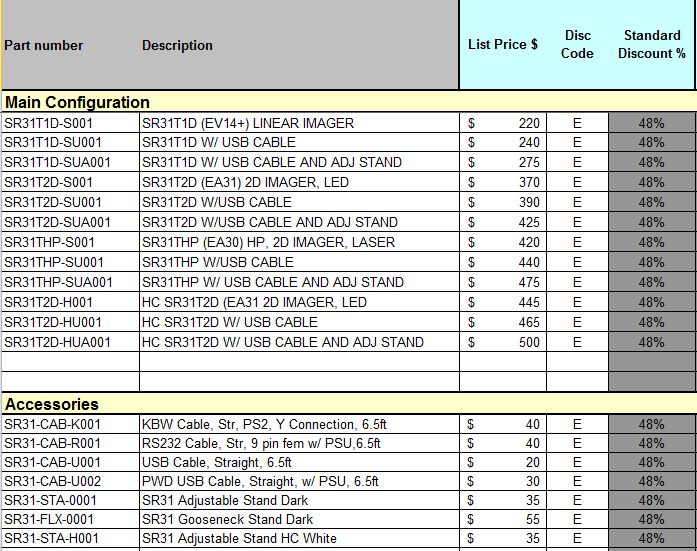 Part number Description List Price $ Disc Code Standard Discount %
Main Configuration
SR31T1D-S001 SR31T1D (EV14+) LINEAR IMAGER $ 220 E 48%
SR31T1D-SU001 SR31T1D W/ USB CABLE $ 240 E 48%
SR31T1D-SUA001 SR31T1D W/ USB CABLE AND ADJ STAND $ 275 E 48%
SR31T2D-S001 SR31T2D (EA31) 2D IMAGER, LED $ 370 E 48%
SR31T2D-SU001 SR31T2D W/USB CABLE $ 390 E 48%
SR31T2D-SUA001 SR31T2D W/USB CABLE AND ADJ STAND $ 425 E 48%
SR31THP-S001 SR31THP (EA30) HP, 2D IMAGER, LASER $ 420 E 48%
SR31THP-SU001 SR31THP W/USB CABLE $ 440 E 48%
SR31THP-SUA001 SR31THP W/ USB CABLE AND ADJ STAND $ 475 E 48%
SR31T2D-H001 HC SR31T2D (EA31 2D IMAGER, LED $ 445 E 48%
SR31T2D-HU001 HC SR31T2D W/ USB CABLE $ 465 E 48%
SR31T2D-HUA001 HC SR31T2D W/ USB CABLE AND ADJ STAND $ 500 E 48%
Accessories
SR31-CAB-K001 KBW Cable, Str, PS2, Y Connection, 6.5ft $ 40 E 48%
SR31-CAB-R001 RS232 Cable, Str, 9 pin fem w/ PSU,6.5ft $ 40 E 48%
SR31-CAB-U001 USB Cable, Straight, 6.5ft $ 20 E 48%
SR31-CAB-U002 PWD USB Cable, Straight, w/ PSU, 6.5ft $ 30 E 48%
SR31-STA-0001 SR31 Adjustable Stand Dark $ 35 E 48%
SR31-FLX-0001 SR31 Gooseneck Stand Dark $ 55 E 48%
SR31-STA-H001 SR31 Adjustable Stand HC White $ 35 E 48%